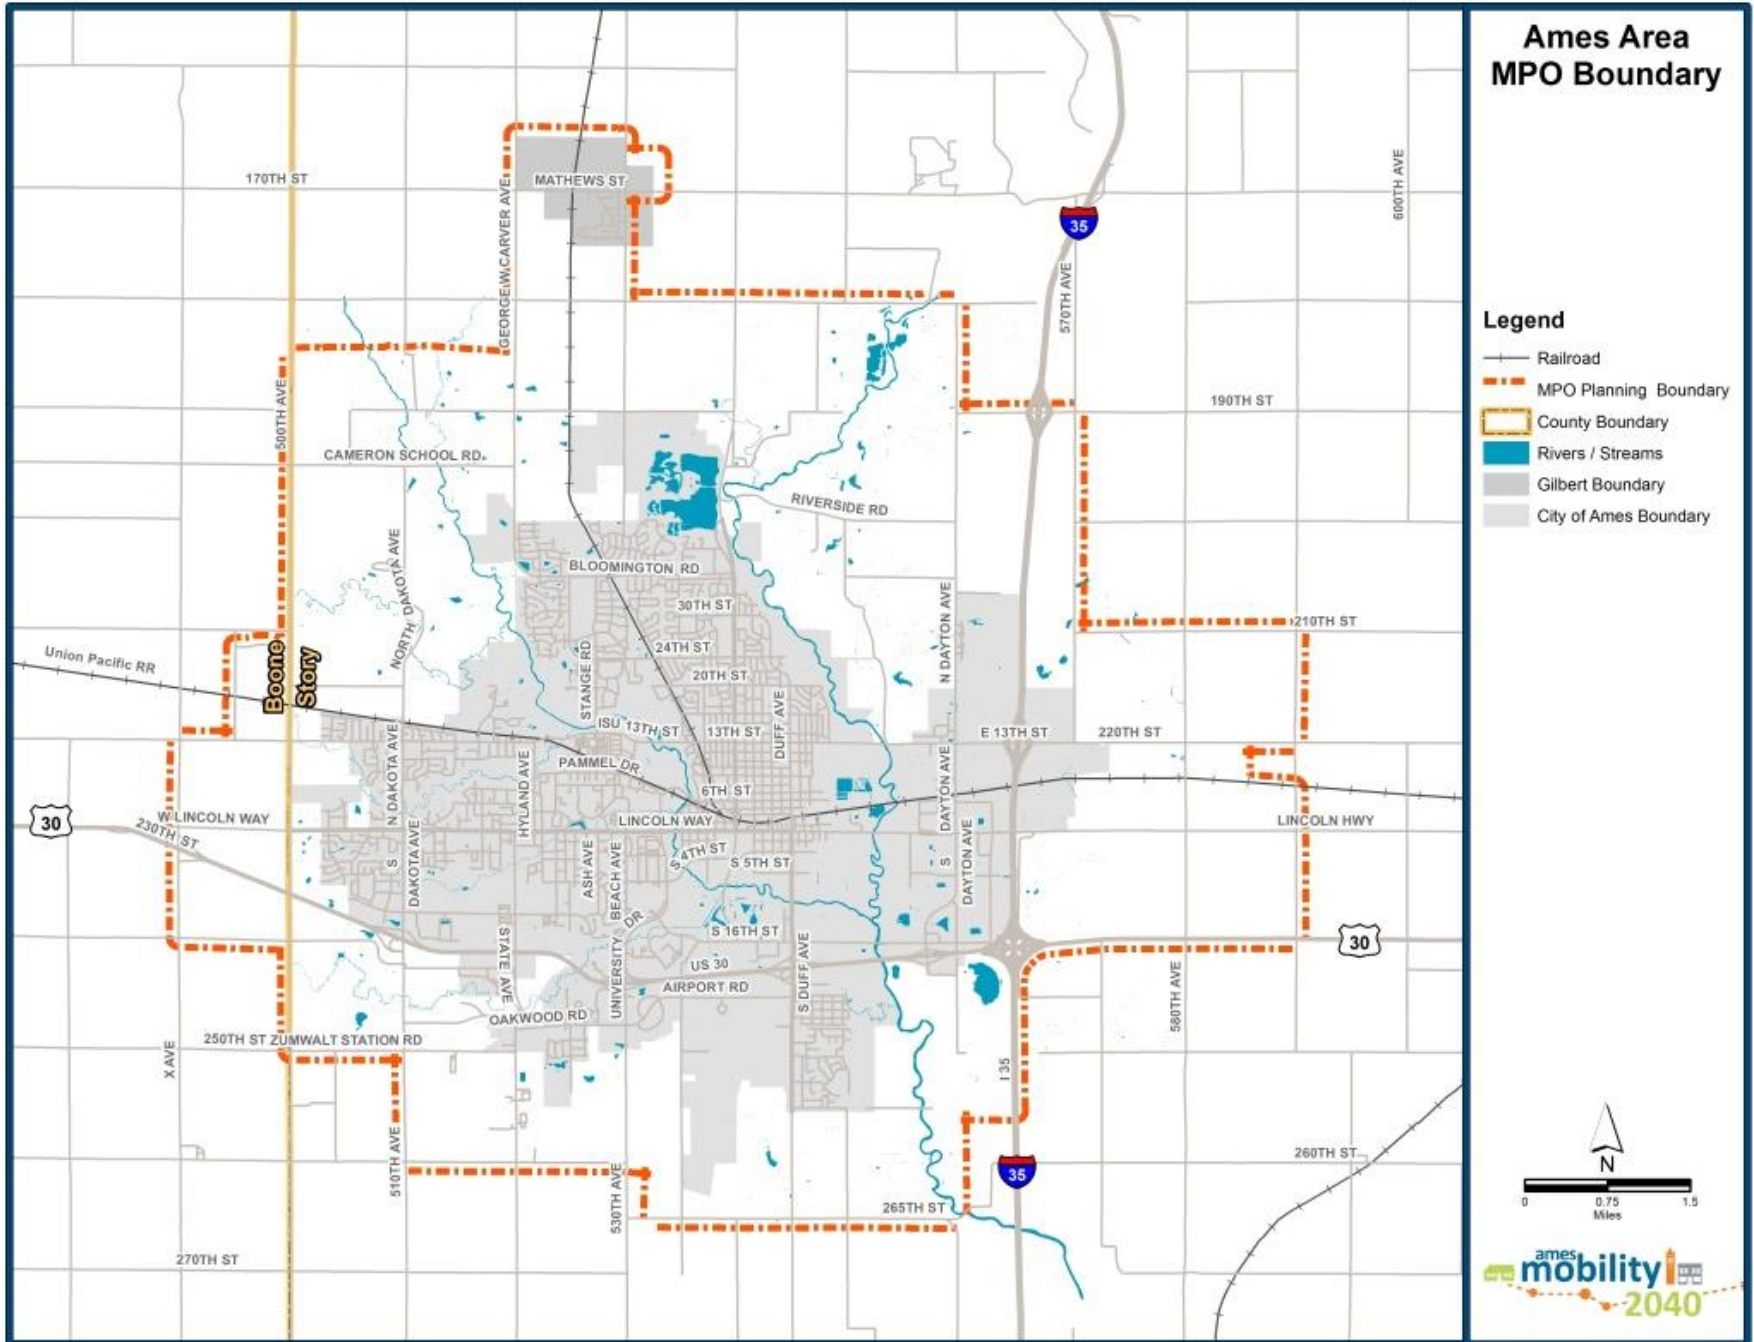 Ames Area
MPO Boundary
Legend
Railroad
MPO Planning Boundary
County Boundary
Rivers / Streams
Gilbert Boundary
City of Ames Boundary
N
0 0.75 1.5
Miles
ames
mobility
2040
170TH ST
MATHEWS ST
GEORGE W CARVER AVE
600TH AVE
35
570TH AVE
500TH AVE
190TH ST
CAMERON SCHOOL RD
RIVERSIDE RD
NORTH DAKOTA AVE
BLOOMINGTON RD
30TH ST
N DAYTON AVE
210TH ST
Union Pacific RR
Boone
Story
STANGE RD
24TH ST
20TH ST
DUFF AVE
ISU 13TH ST
13TH ST
E 13TH ST
220TH ST
N DAKOTA AVE
HYLAND AVE
PAMMEL DR
6TH ST
S DAYTON AVE
30
W LINCOLN WAY
230TH ST
LINCOLN WAY
LINCOLN HWY
S DAKOTA AVE
ASH AVE
BEACH AVE
S 4TH ST
S 5TH ST
DAYTON AVE
STATE AVE
UNIVERSITY DR
S 16TH ST
US 30
AIRPORT RD
S DUFF AVE
30
580TH AVE
OAKWOOD RD
250TH ST ZUMWALT STATION RD
X AVE
I 35
510TH AVE
530TH AVE
35
260TH ST
265TH ST
270TH ST